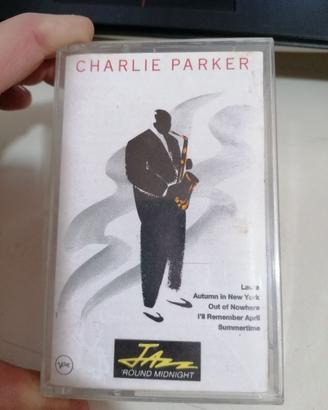 CHARLIE PARKER
Laura
Autumn in New York
Out of Nowhere
I'll Remember April
Summertime
JAZZ
'ROUND MIDNIGHT
Verve